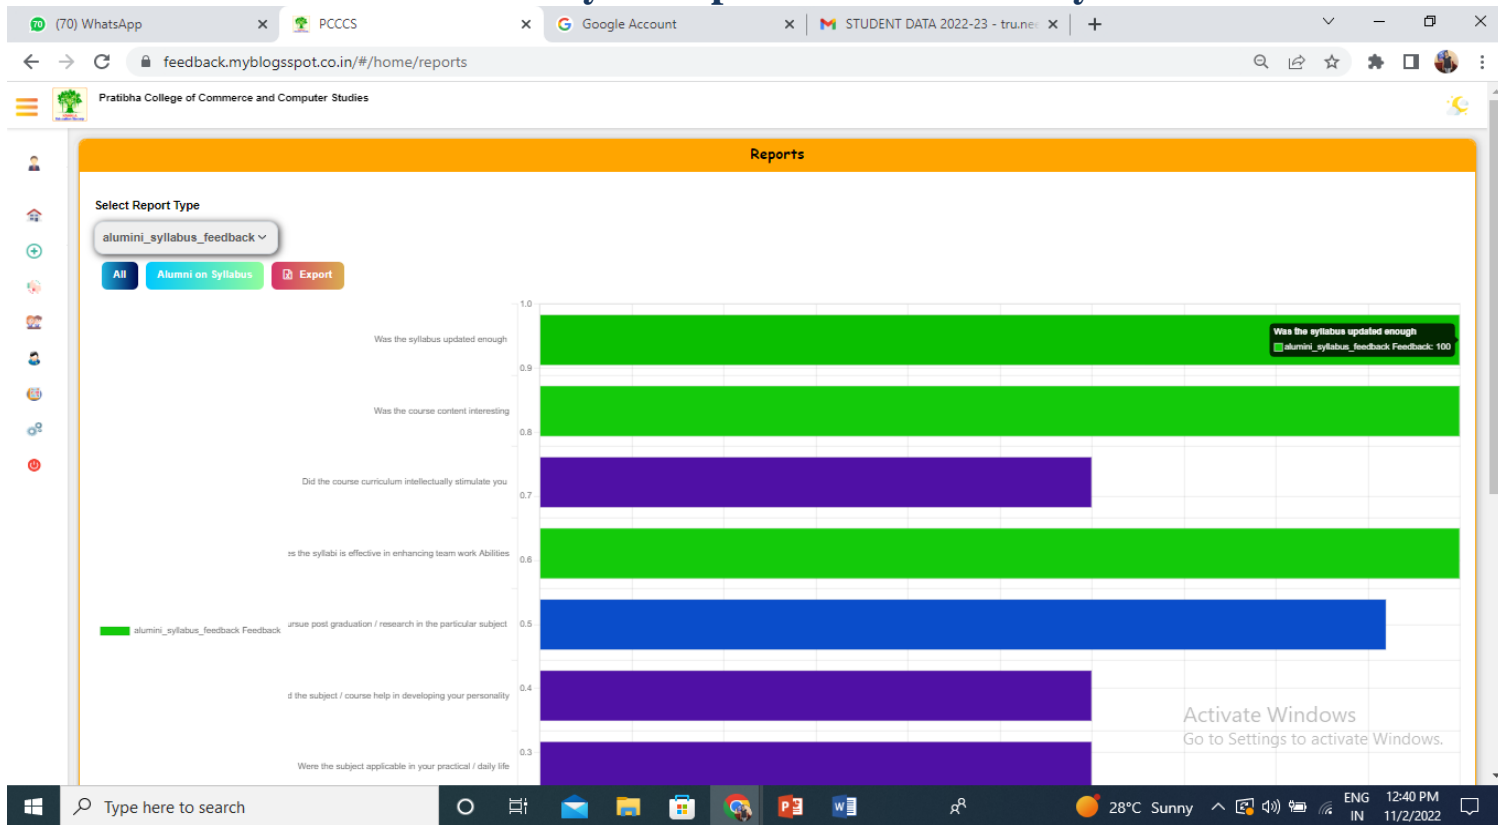 (70) WhatsApp
PCCCS
Google Account
STUDENT DATA 2022-23 - tru.nec
feedback.myblogsspot.co.in/#/home/reports
Pratibha College of Commerce and Computer Studies
Reports
Select Report Type
alumini_syllabus_feedback
All
Alumni on Syllabus
Export
1.0
Was the syllabus updated enough
Was the syllabus updated enough
alumini_syllabus_feedback Feedback: 100
0.9
Was the course content interesting
0.8
Did the course curriculum intellectually stimulate you
0.7
es the syllabi is effective in enhancing team work Abilities
0.6
alumini_syllabus_feedback Feedback
ursue post graduation / research in the particular subject
0.5
d the subject / course help in developing your personality
0.4
Activate Windows
Go to Settings to activate Windows.
0.3
Were the subject applicable in your practical / daily life
Type here to search
28°C Sunny
ENG
IN
12:40 PM
11/2/2022